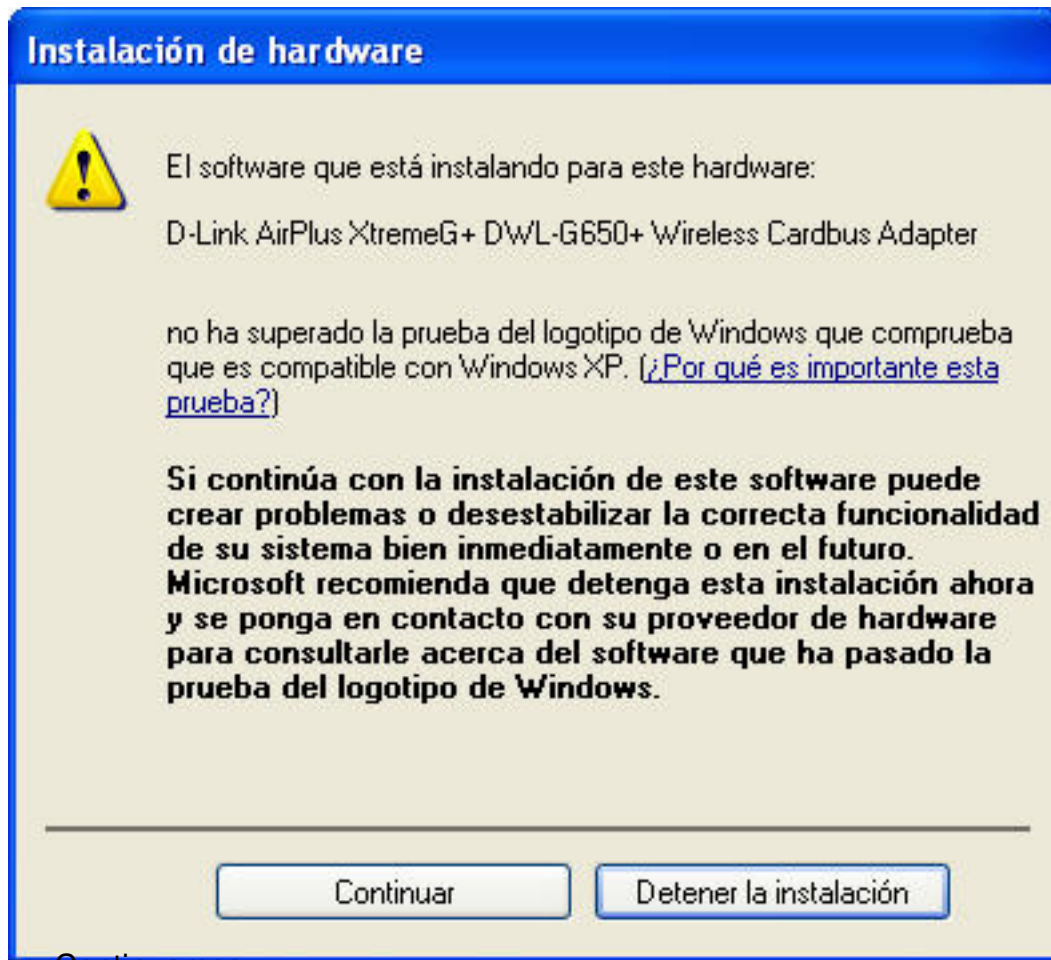 Instalación de hardware
El software que está instalando para este hardware:
D-Link AirPlus XtremeG+ DWL-G650+ Wireless Cardbus Adapter
no ha superado la prueba del logotipo de Windows que comprueba
que es compatible con Windows XP. (¿Por qué es importante esta
prueba?)
Si continúa con la instalación de este software puede
crear problemas o desestabilizar la correcta funcionalidad
de su sistema bien inmediatamente o en el futuro.
Microsoft recomienda que detenga esta instalación ahora
y se ponga en contacto con su proveedor de hardware
para consultarle acerca del software que ha pasado la
prueba del logotipo de Windows.
Continuar
Detener la instalación